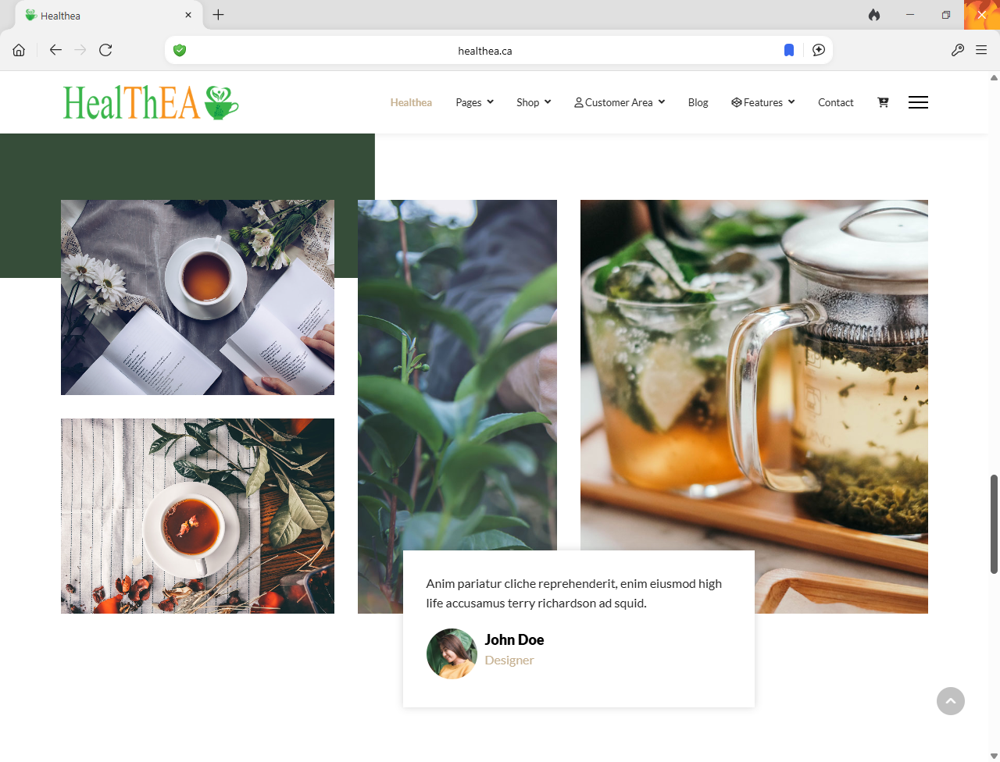 Healthea
healthea.ca
HealThEA
Healthea Pages Shop Customer Area Blog Features Contact
Anim pariatur cliche reprehenderit, enim eiusmod high
life accusamus terry richardson ad squid.
John Doe
Designer